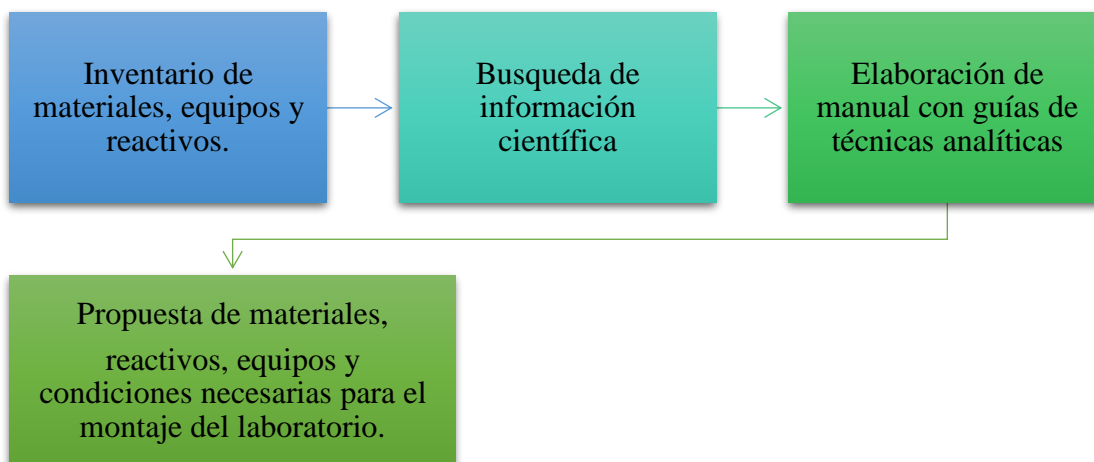 Inventario de
materiales, equipos y
reactivos.
Busqueda de
información
científica
Elaboración de
manual con guías de
técnicas analíticas
Propuesta de materiales,
reactivos, equipos y
condiciones necesarias para el
montaje del laboratorio.